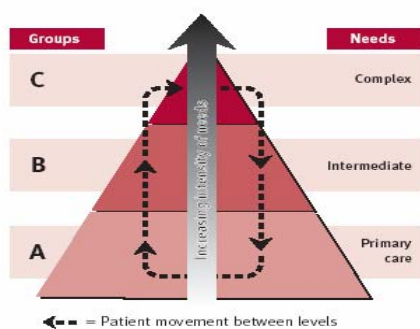 Groups
Needs
C
Complex
B
Intermediate
A
Primary
care
Increasing intensity of needs
= Patient movement between levels